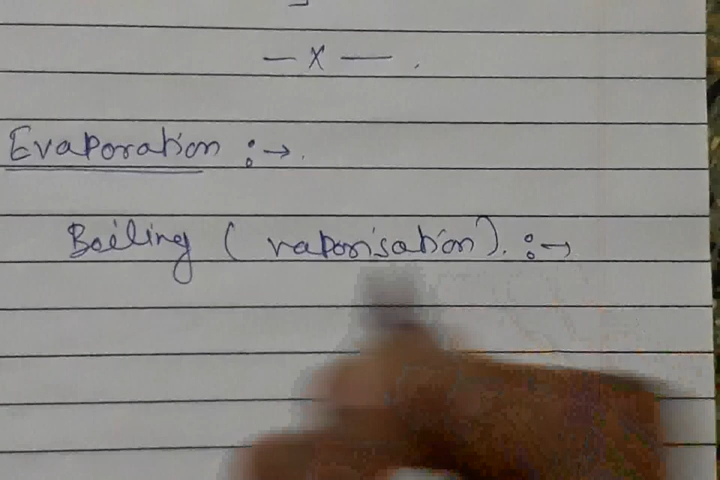 — x — .
Evaporation :→.
Boiling (vaporisation). :→